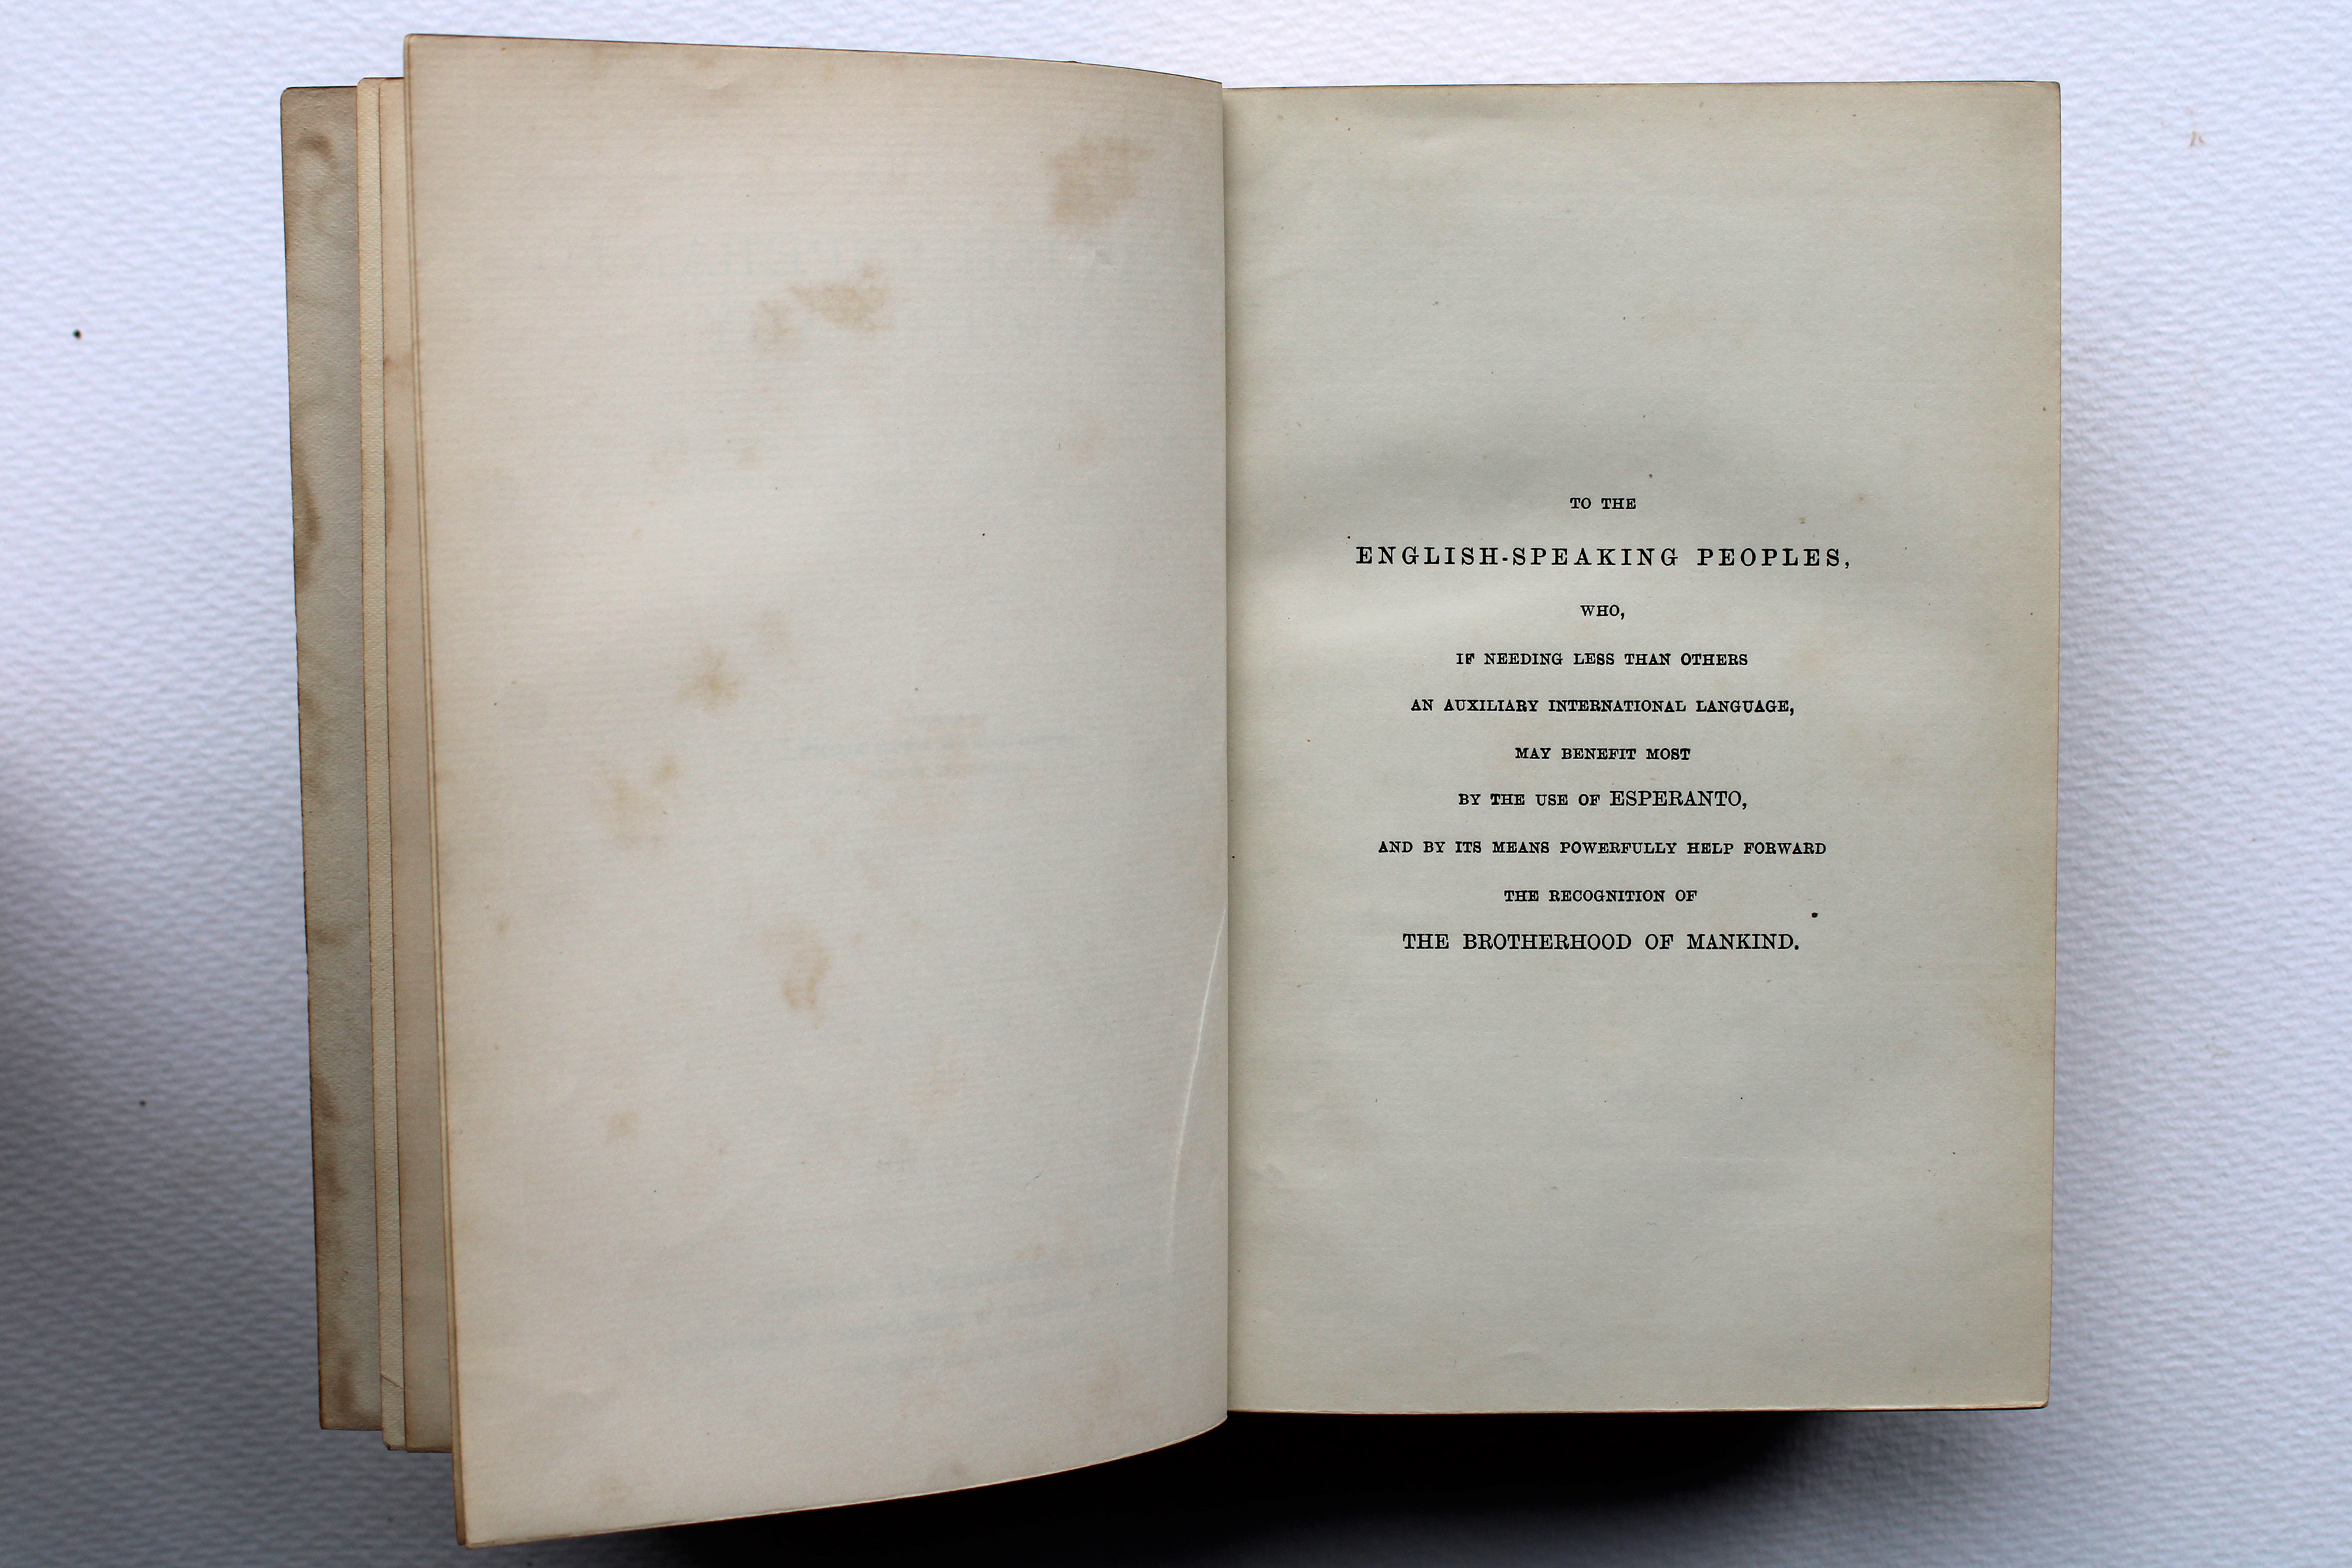 TO THE
ENGLISH-SPEAKING PEOPLES,
WHO,
IF NEEDING LESS THAN OTHERS
AN AUXILIARY INTERNATIONAL LANGUAGE,
MAY BENEFIT MOST
BY THE USE OF ESPERANTO,
AND BY ITS MEANS POWERFULLY HELP FORWARD
THE RECOGNITION OF
THE BROTHERHOOD OF MANKIND.